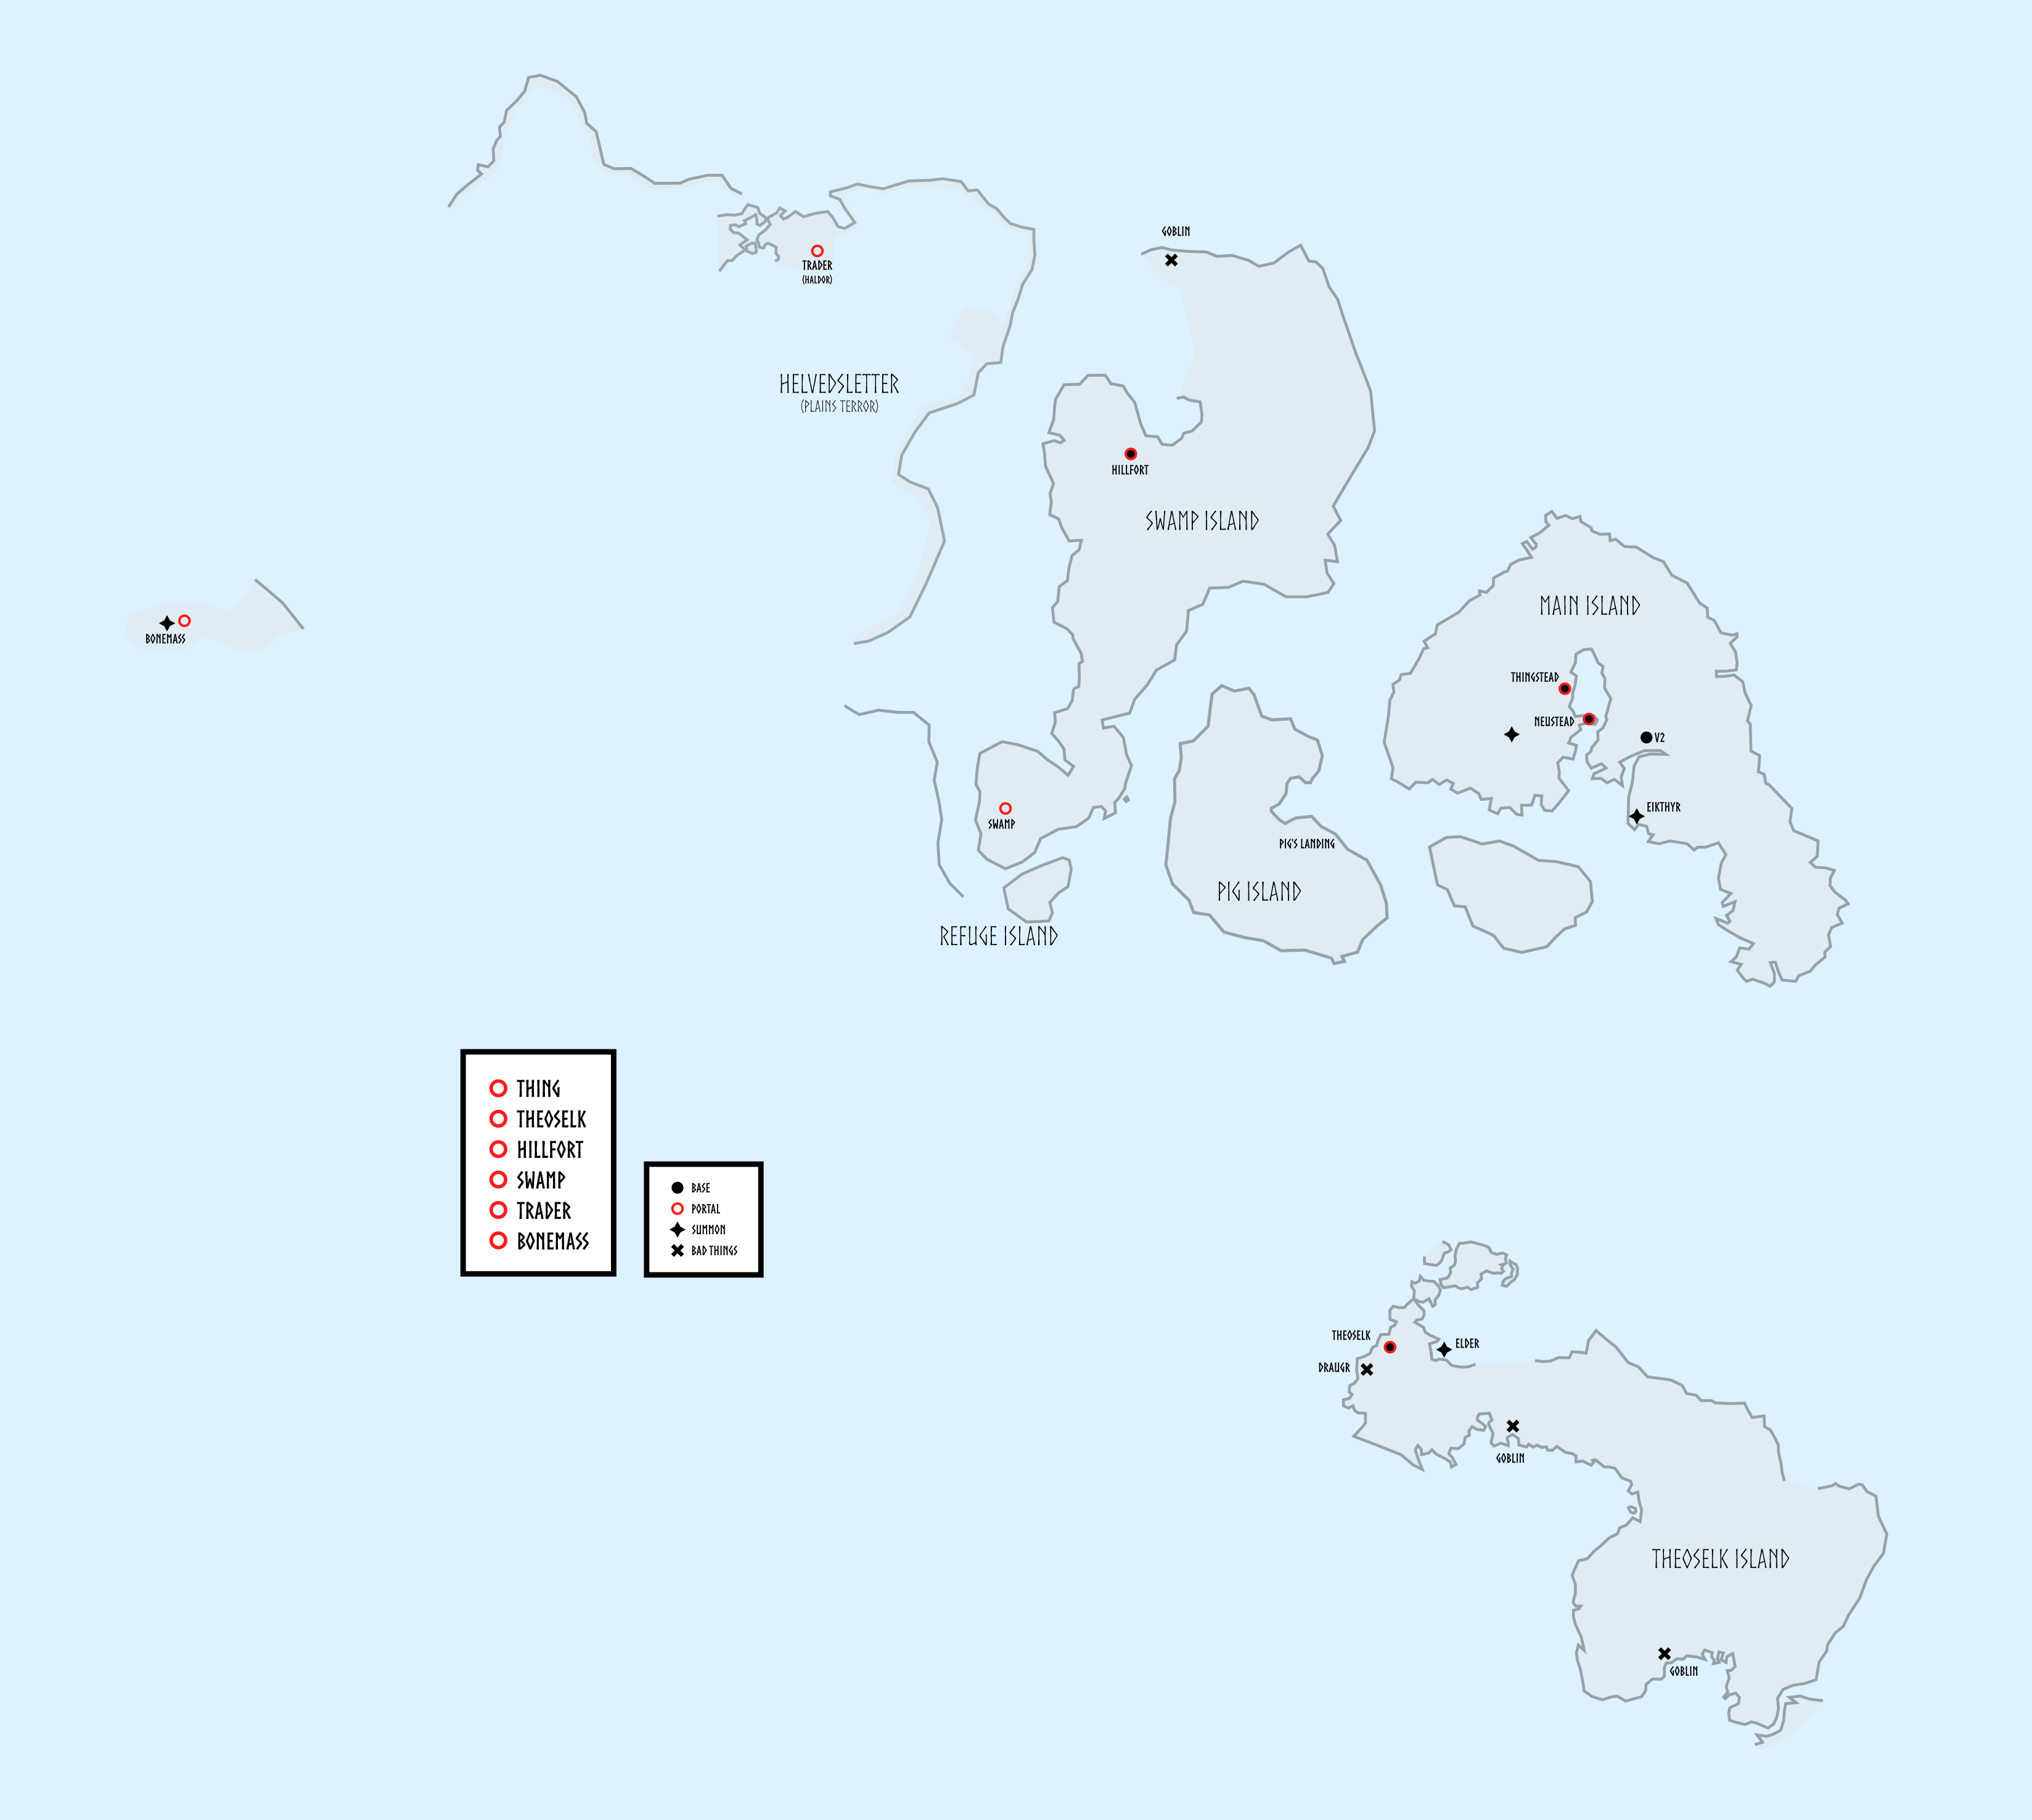 GOBLIN
TRADER
(HALDOR)
HELVEDSLETTER
(PLAINS TERROR)
HILLFORT
SWAMP ISLAND
MAIN ISLAND
BONEMASS
THINGSTEAD
NEUSTEAD
V2
EIKTHYR
SWAMP
PIG'S LANDING
PIG ISLAND
REFUGE ISLAND
THING
THEOSELK
HILLFORT
SWAMP
TRADER
BONEMASS
BASE
PORTAL
SUMMON
BAD THINGS
THEOSELK
ELDER
DRAUGR
GOBLIN
THEOSELK ISLAND
GOBLIN